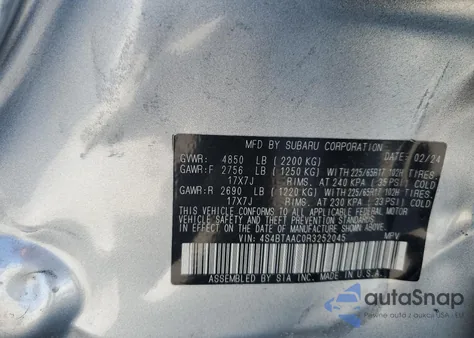 MFD BY SUBARU CORPORATION DATE: 02/24
GVWR: 4850 LB (2200 KG)
GAWR:F 2756 LB (1250 KG) WITH 225/65R17 102H TIRES,
17X7J RIMS, AT 240 KPA (35 PSI) COLD
GAWR:R 2690 LB (1220 KG) WITH 225/65R17 102H TIRES,
17X7J RIMS, AT 230 KPA (33 PSI) COLD
THIS VEHICLE CONFORMS TO ALL APPLICABLE FEDERAL MOTOR
VEHICLE SAFETY, BUMPER, AND THEFT PREVENTION STANDARDS
IN EFFECT ON THE DATE OF MANUFACTURE SHOWN ABOVE.
VIN: 4S4BTAAC0R3252045 MPV
ASSEMBLED BY SIA, INC. MADE IN U.S.A.
autaSnap